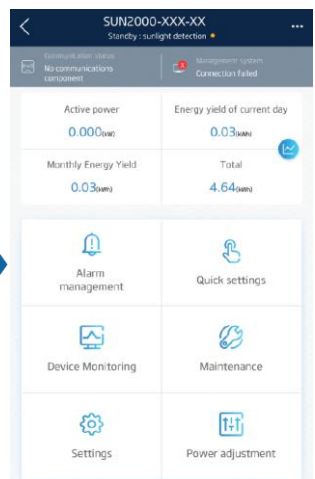 SUN2000-XXX-XX
Standby : sunlight detection
Communication status
No communications
component
Management system
Connection failed
Active power
0.000(kW)
Energy yield of current day
0.03(kWh)
Monthly Energy Yield
0.03(kWh)
Total
4.64(kWh)
Alarm
management
Quick settings
Device Monitoring
Maintenance
Settings
Power adjustment